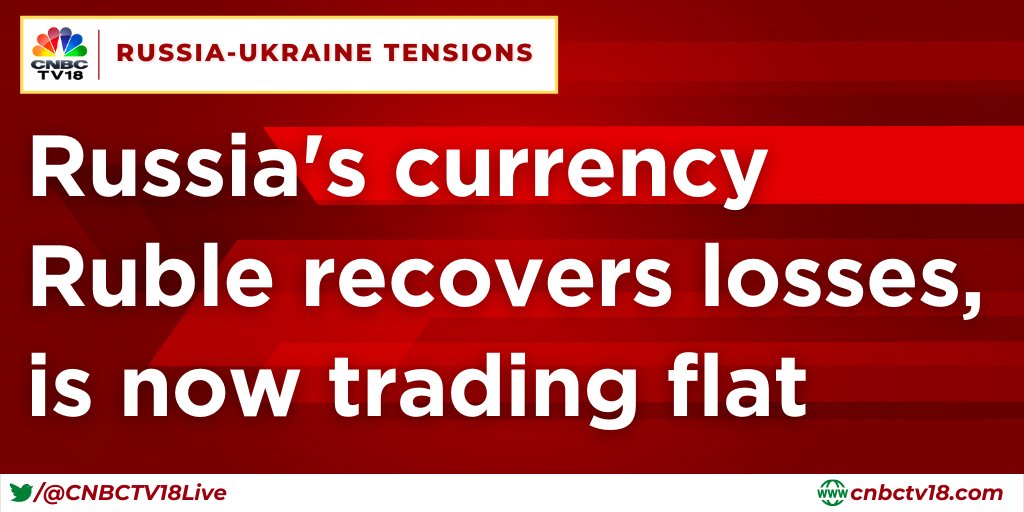 CNBC
TV18
RUSSIA-UKRAINE TENSIONS
Russia's currency
Ruble recovers losses,
is now trading flat
/@CNBCTV18Live
www
cnbctv18.com